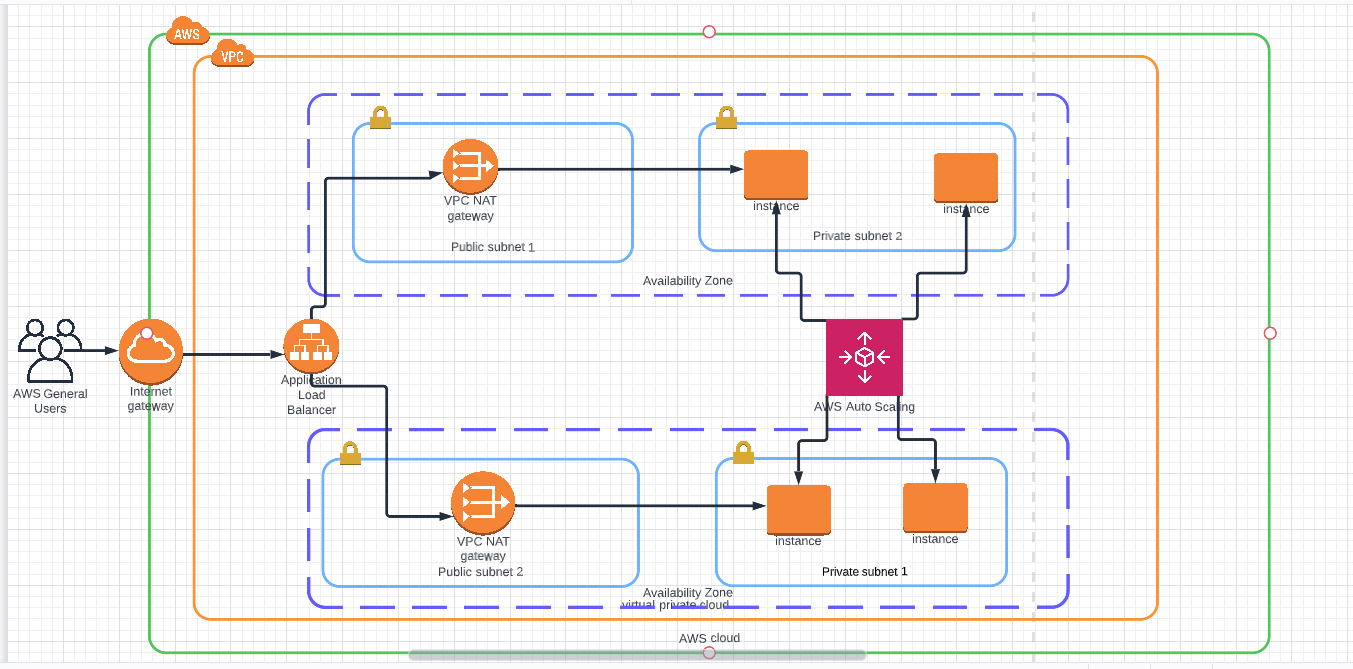 AWS
VPC
VPC NAT
gateway
Public subnet 1
instance
instance
Private subnet 2
Availability Zone
AWS General
Users
Internet
gateway
Application
Load
Balancer
AWS Auto Scaling
VPC NAT
gateway
Public subnet 2
instance
instance
Private subnet 1
Availability Zone
virtual private cloud
AWS cloud